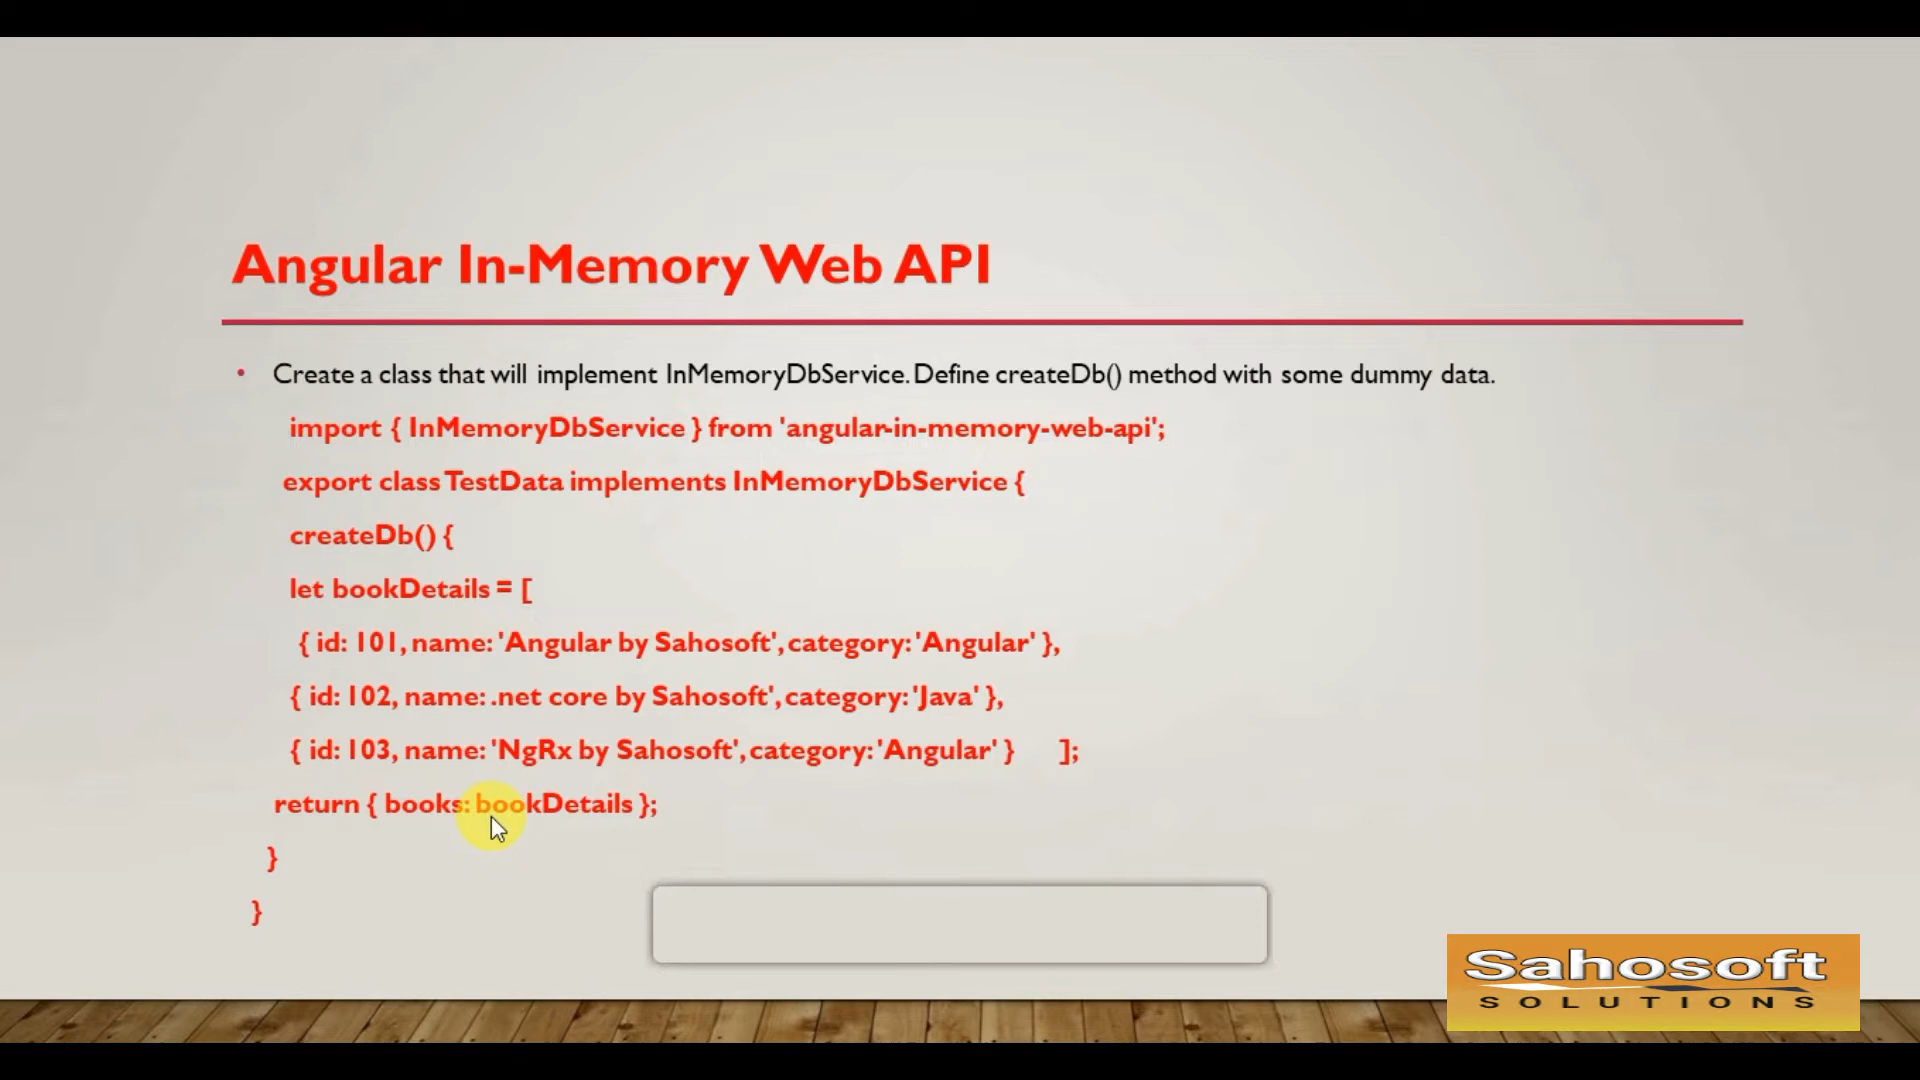 Angular In-Memory Web API
• Create a class that will implement InMemoryDbService. Define createDb() method with some dummy data.
import { InMemoryDbService } from 'angular-in-memory-web-api';
export class TestData implements InMemoryDbService {
createDb() {
let bookDetails = [
{ id: 101, name: 'Angular by Sahosoft', category: 'Angular' },
{ id: 102, name: .net core by Sahosoft', category: 'Java' },
{ id: 103, name: 'NgRx by Sahosoft', category: 'Angular' } ];
return { books: bookDetails };
}
}
Sahosoft
SOLUTIONS